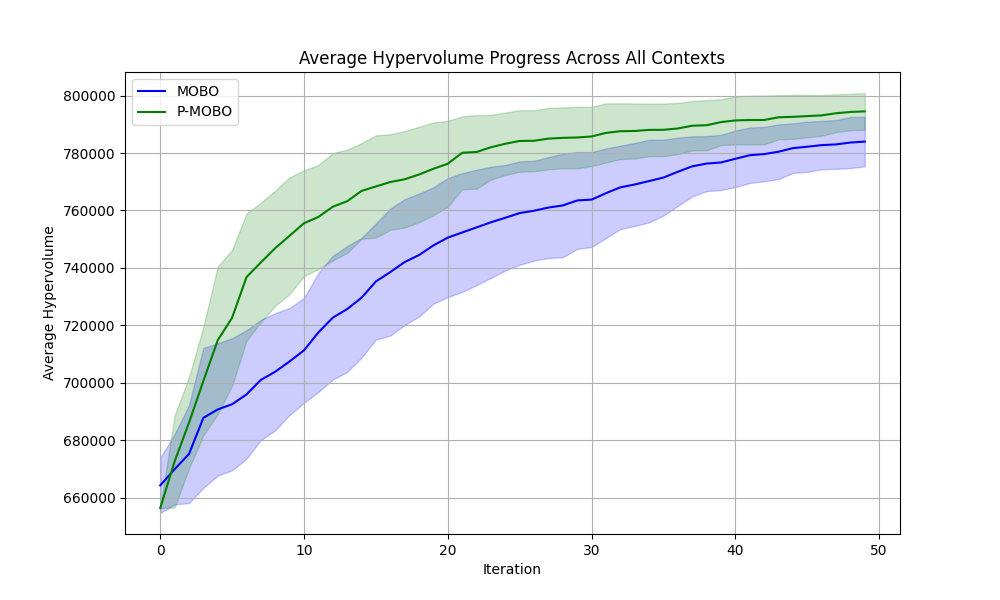 Average Hypervolume Progress Across All Contexts
MOBO
P-MOBO
800000
780000
760000
740000
720000
700000
680000
660000
Average Hypervolume
0
10
20
30
40
50
Iteration